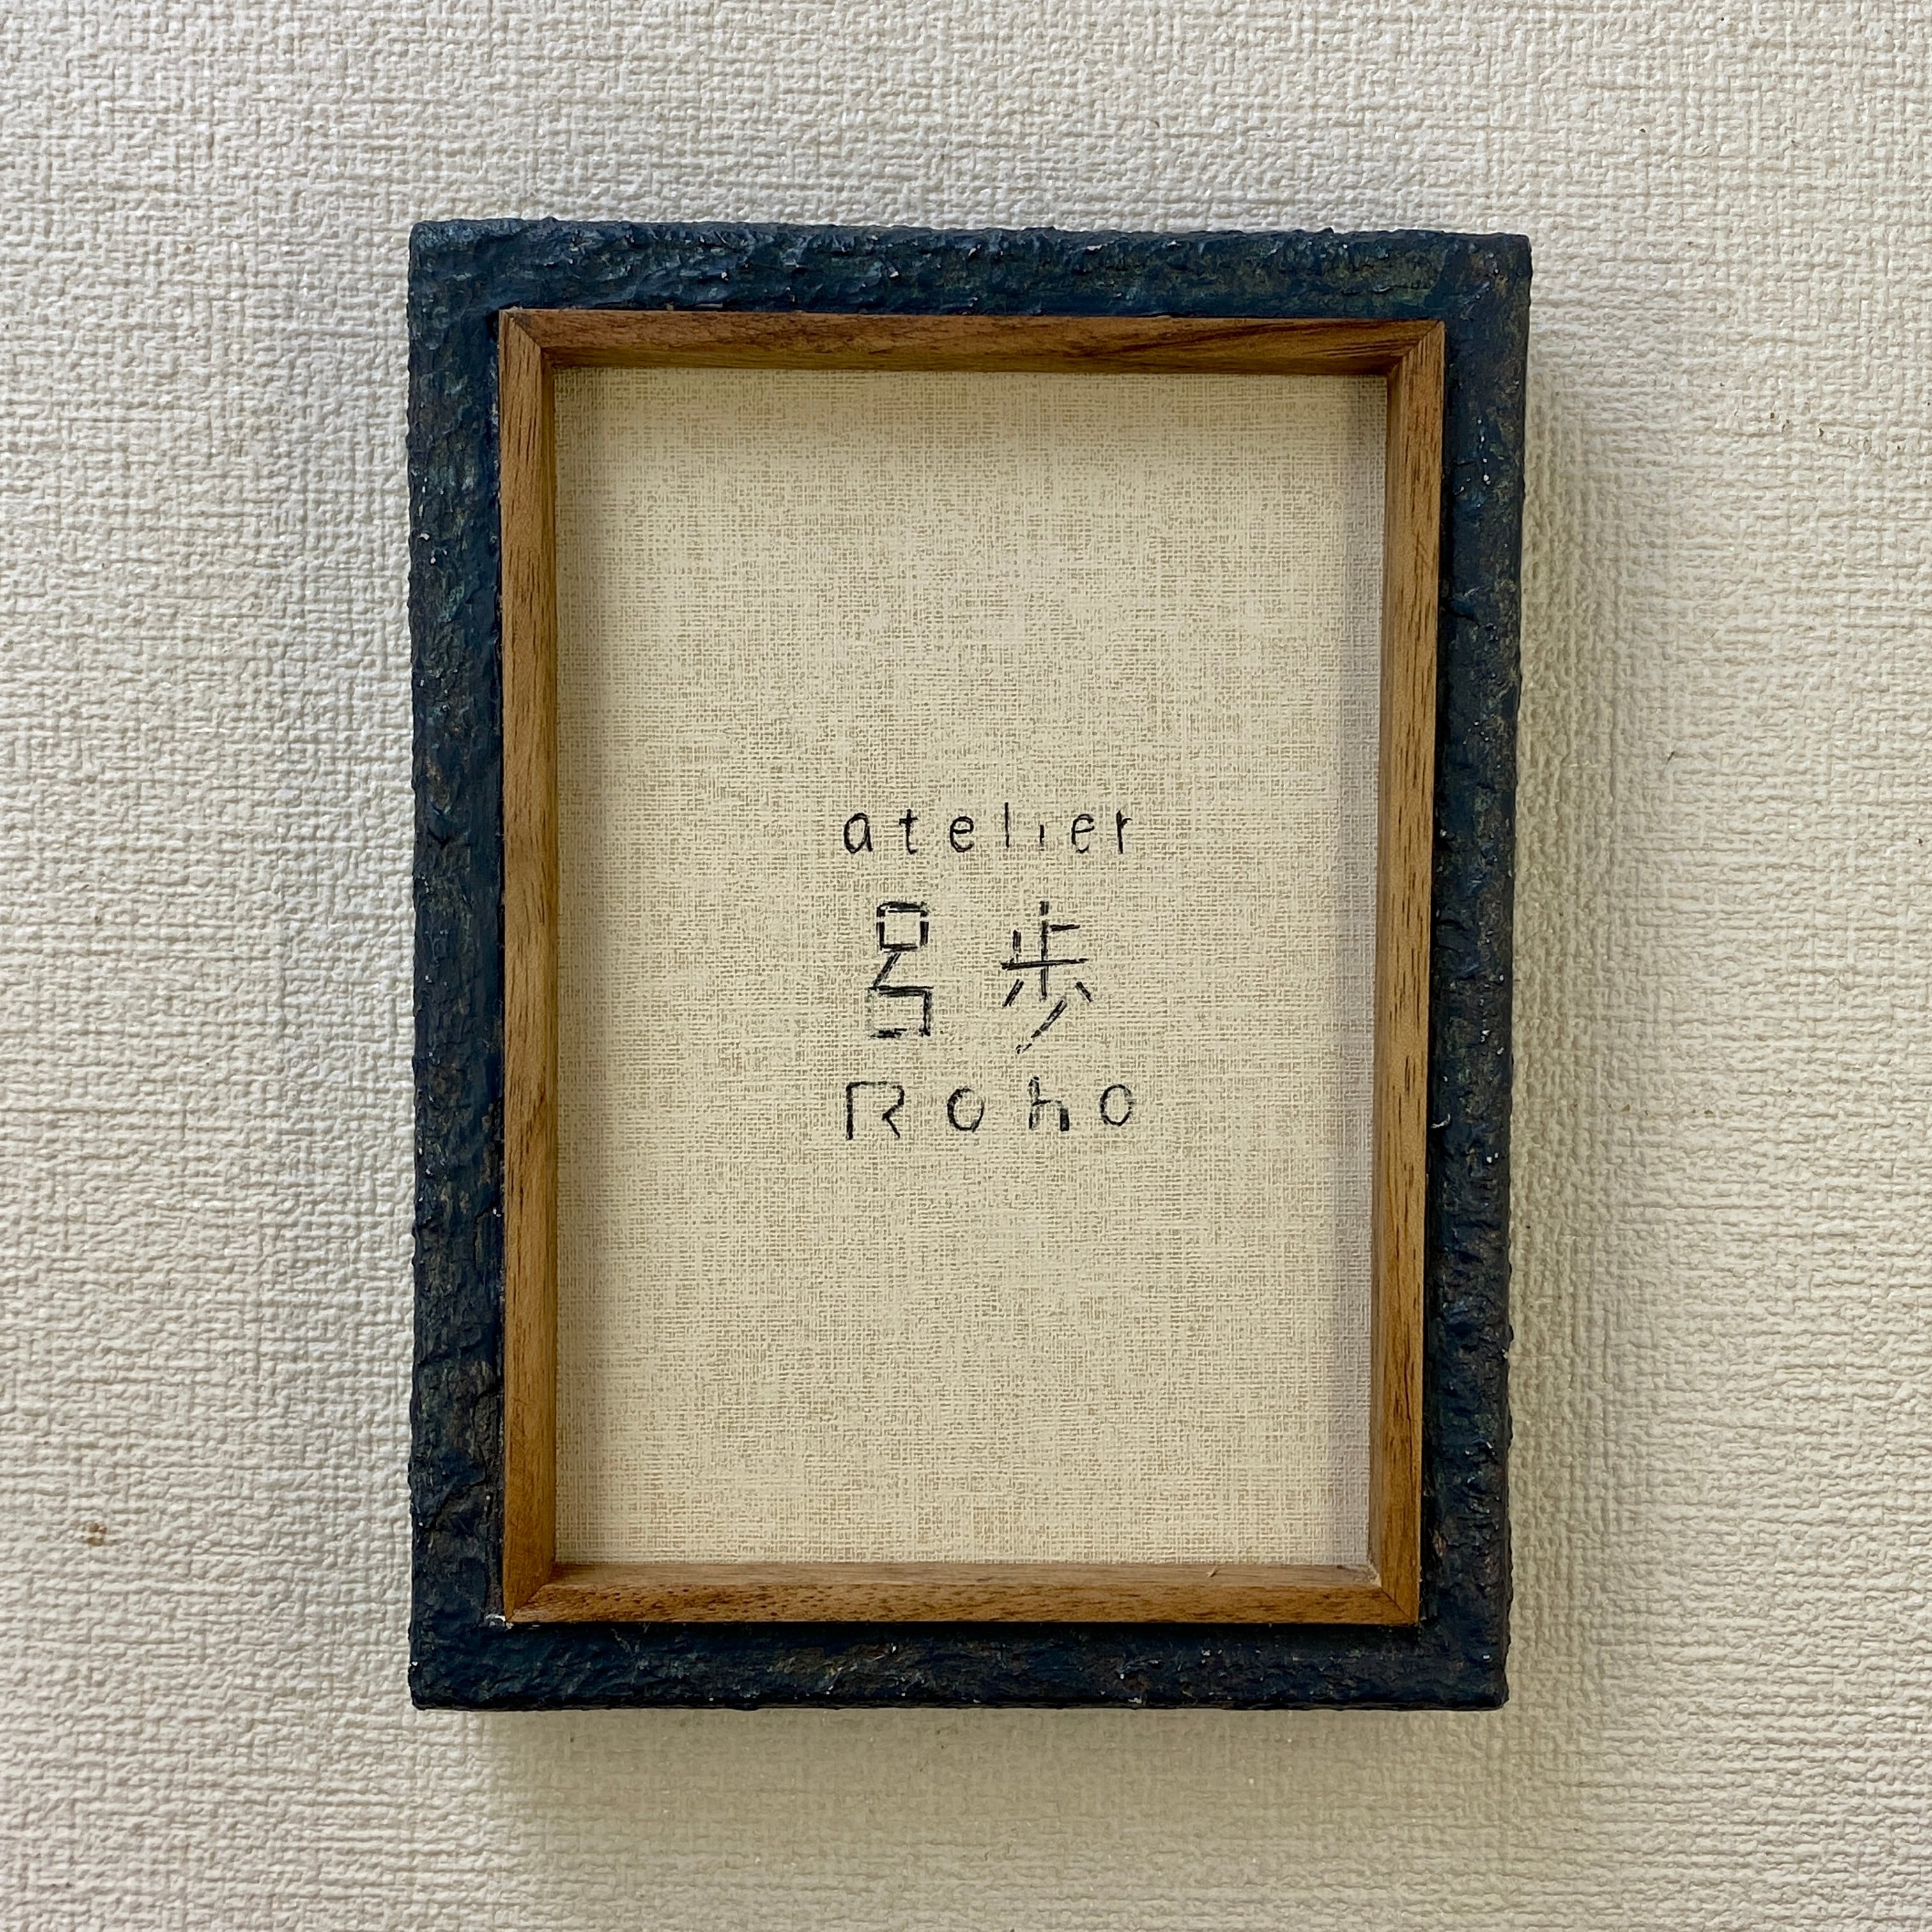 atelier
呂歩
Roho